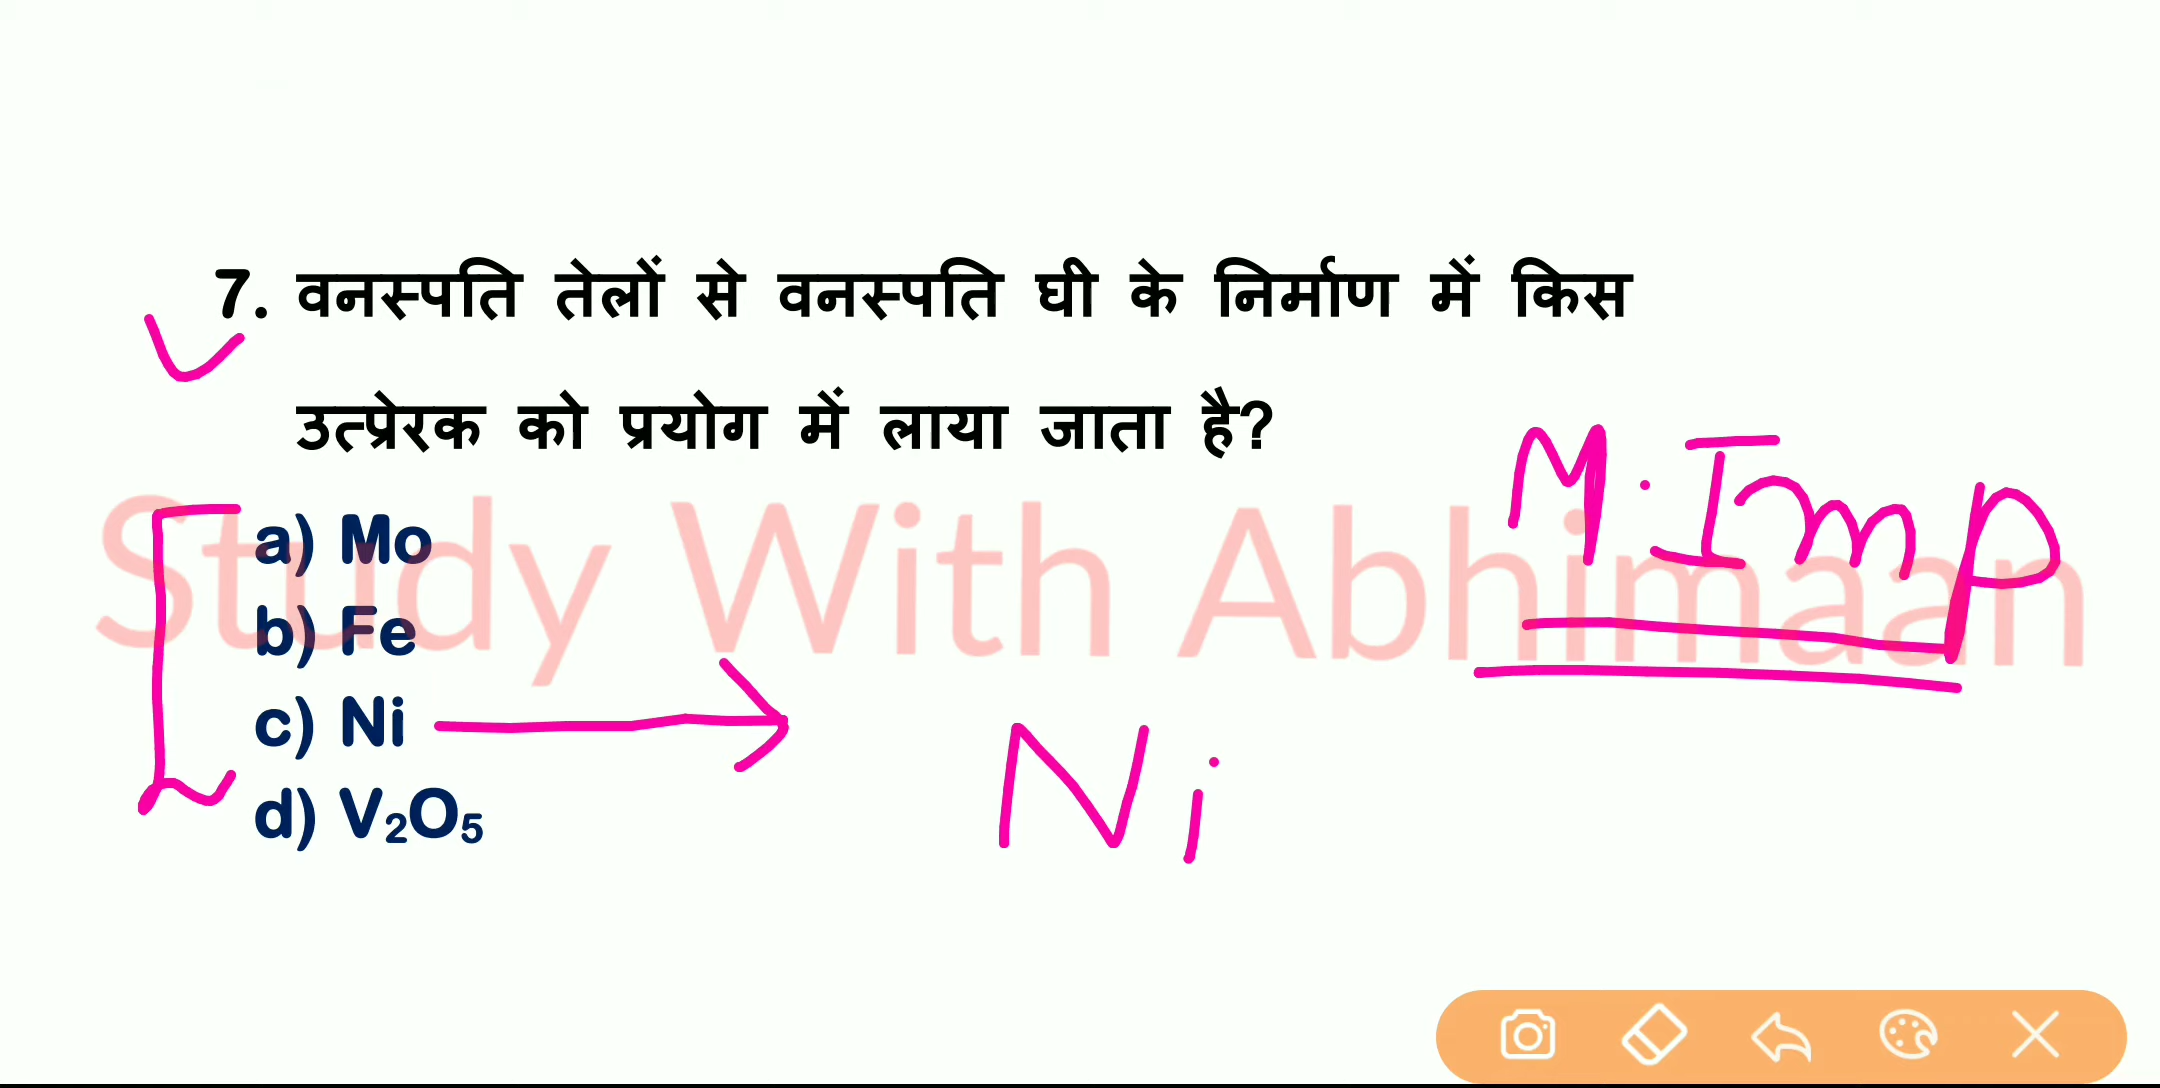 7. वनस्पति तेलों से वनस्पति घी के निर्माण में किस
उत्प्रेरक को प्रयोग में लाया जाता है?
M. Imp
Study With Abhimaan
a) Mo
b) Fe
c) Ni
Ni
d) V₂O₅